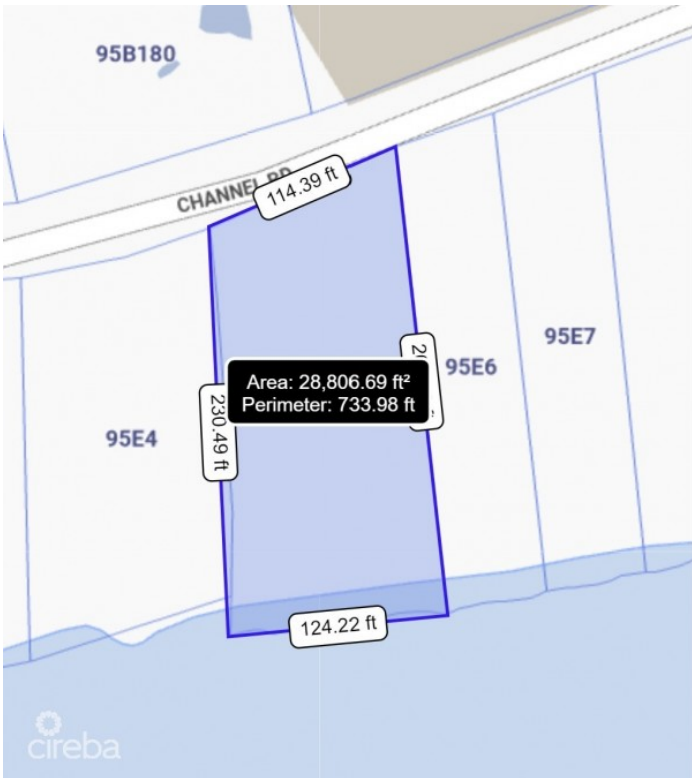 95B180
CHANNEL RD
114.39 ft
95E7
95E6
Area: 28,806.69 ft²
Perimeter: 733.98 ft
230.49 ft
95E4
124.22 ft
cireba